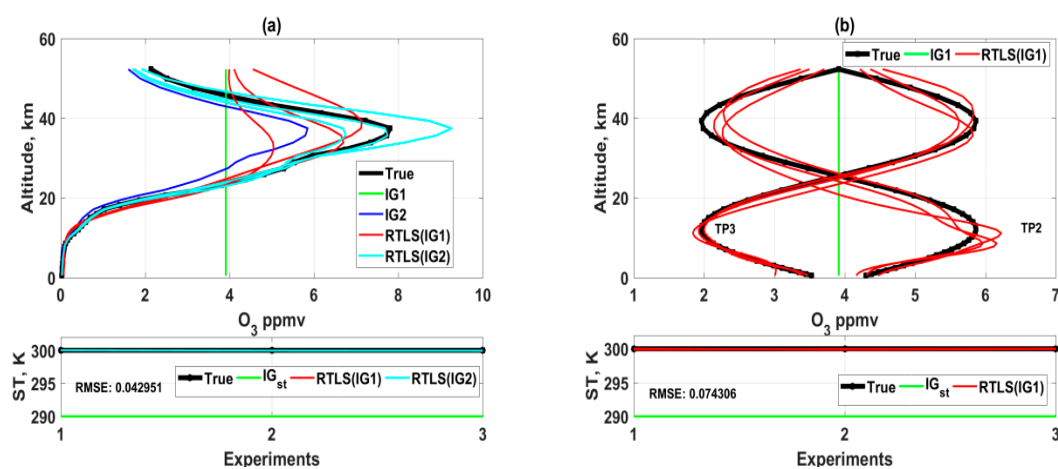 (a)
60
40
20
0
Altitude, km
True
IG1
IG2
RTLS(IG1)
RTLS(IG2)
0 2 4 6 8 10
O3 ppmv
300
295
290
ST, K
True IGst RTLS(IG1) RTLS(IG2)
RMSE: 0.042951
1 2 3
Experiments
(b)
60
40
20
0
Altitude, km
True IG1 RTLS(IG1)
TP3 TP2
1 2 3 4 5 6 7
O3 ppmv
300
295
290
ST, K
True IGst RTLS(IG1)
RMSE: 0.074306
1 2 3
Experiments